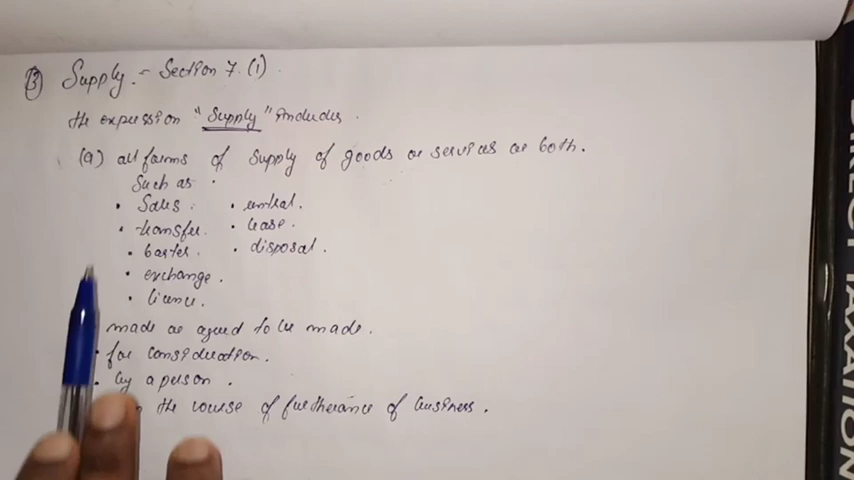 B) Supply :- Section 7.(1)
the expression "Supply" includes.
(a) all forms of supply of goods or services or both.
Such as
• Sales. • rental.
• transfer. • lease.
• barter. • disposal.
• exchange.
• licence.
made or agreed to be made.
• for consideration.
• by a person.
the course of furtherance of business.
DIRECT TAXATION